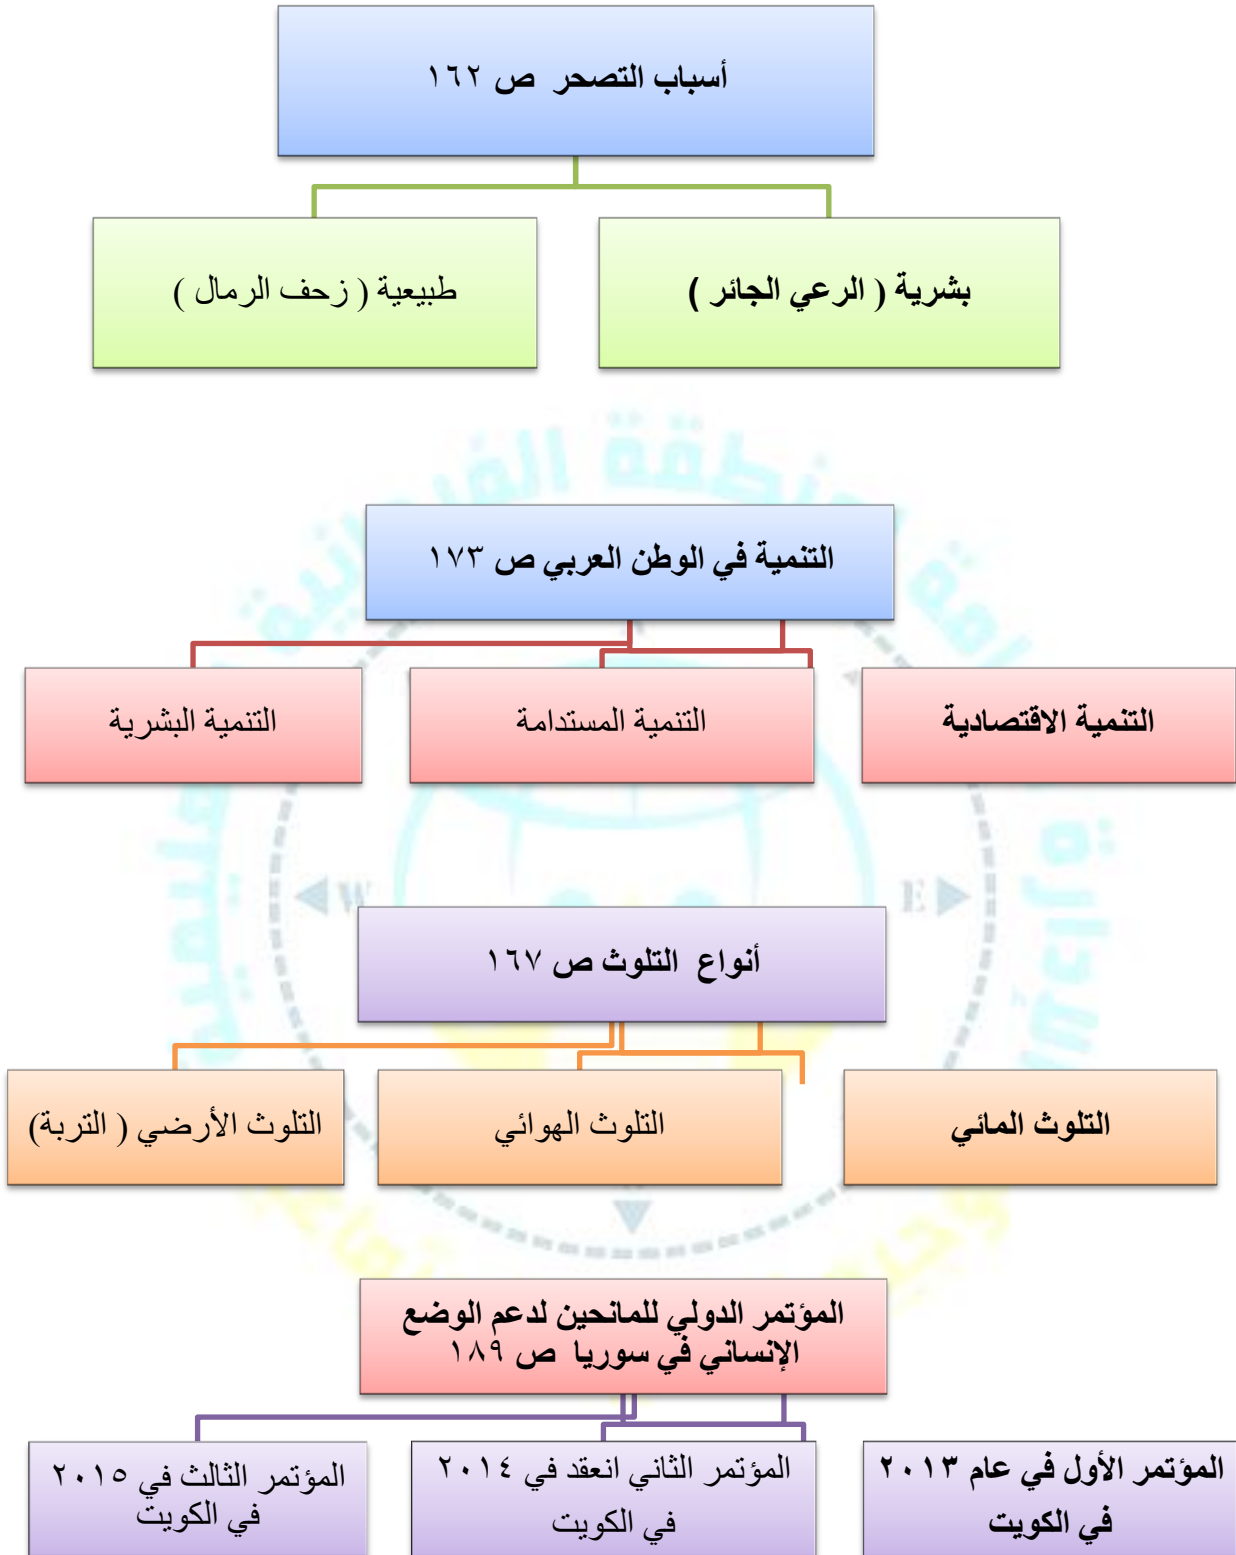 أسباب التصحر ص ١٦٢
بشرية ( الرعي الجائر )
طبيعية ( زحف الرمال )
التنمية في الوطن العربي ص ١٧٣
التنمية الاقتصادية
التنمية المستدامة
التنمية البشرية
أنواع التلوث ص ١٦٧
التلوث المائي
التلوث الهوائي
التلوث الأرضي ( التربة)
المؤتمر الدولي للمانحين لدعم الوضع
الإنساني في سوريا ص ١٨٩
المؤتمر الأول في عام ٢٠١٣
في الكويت
المؤتمر الثاني انعقد في ٢٠١٤
في الكويت
المؤتمر الثالث في ٢٠١٥
في الكويت